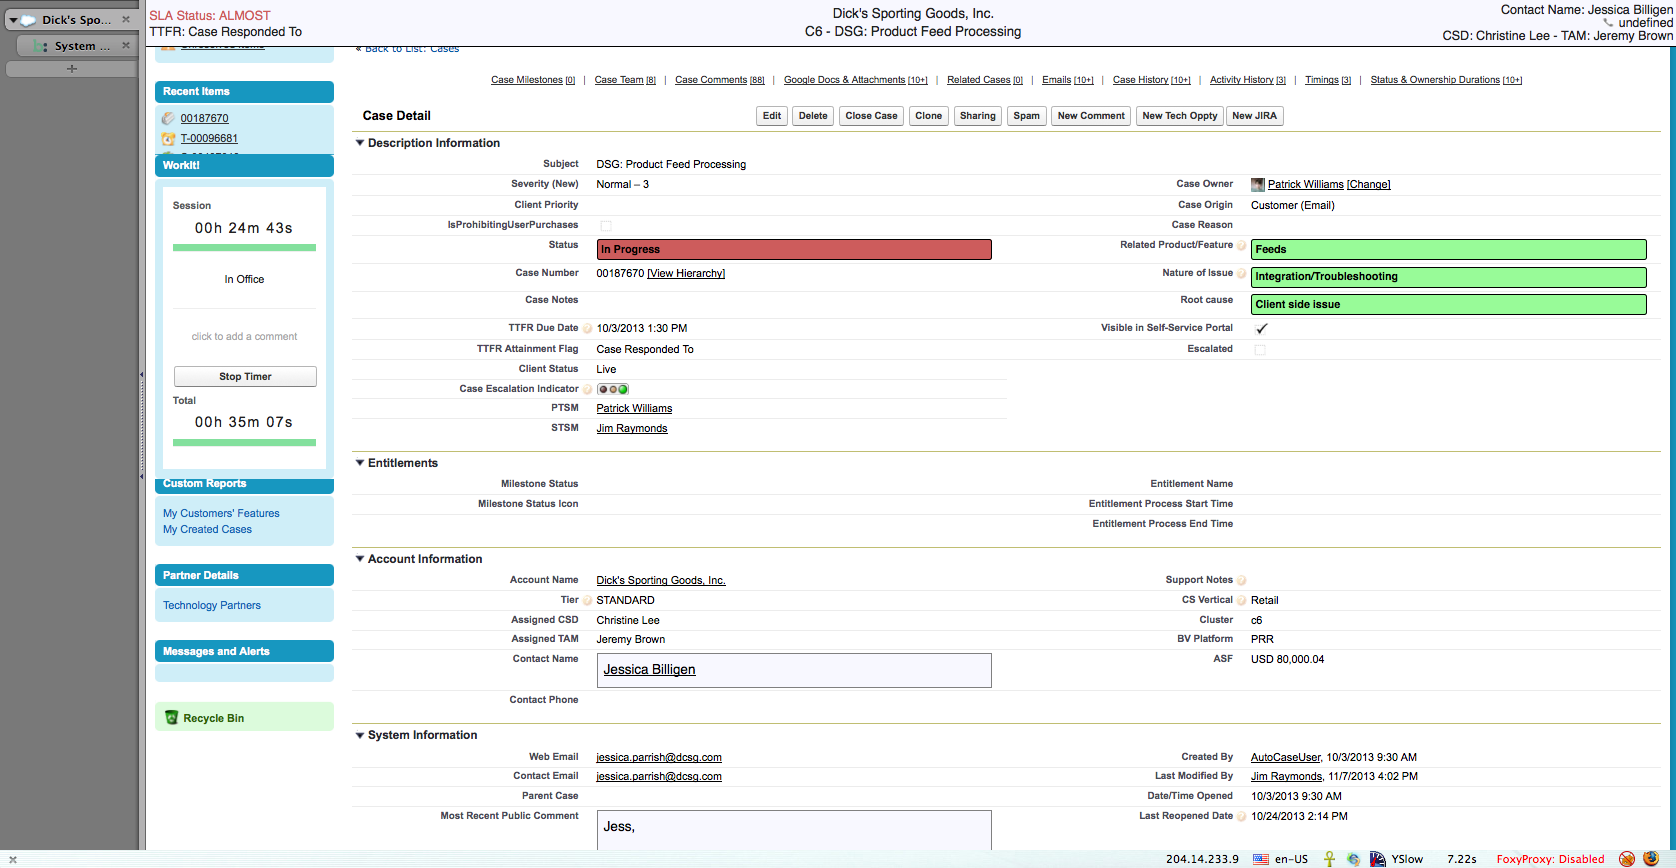 Dick's Spo...
System ...
SLA Status: ALMOST
TTFR: Case Responded To
Dick's Sporting Goods, Inc.
C6 - DSG: Product Feed Processing
Contact Name: Jessica Billigen
undefined
CSD: Christine Lee - TAM: Jeremy Brown
Unresolved Items
« Back to List: Cases
Case Milestones [0] | Case Team [8] | Case Comments [88] | Google Docs & Attachments [10+] | Related Cases [0] | Emails [10+] | Case History [10+] | Activity History [3] | Timings [3] | Status & Ownership Durations [10+]
Recent Items
00187670
T-00096681
WorkIt!
Session
00h 24m 43s
In Office
click to add a comment
Stop Timer
Total
00h 35m 07s
Custom Reports
My Customers' Features
My Created Cases
Partner Details
Technology Partners
Messages and Alerts
Recycle Bin
Case Detail
Edit Delete Close Case Clone Sharing Spam New Comment New Tech Oppty New JIRA
Description Information
Subject DSG: Product Feed Processing
Severity (New) Normal – 3
Case Owner Patrick Williams [Change]
Client Priority
Case Origin Customer (Email)
IsProhibitingUserPurchases
Case Reason
Status In Progress
Related Product/Feature Feeds
Case Number 00187670 [View Hierarchy]
Nature of Issue Integration/Troubleshooting
Case Notes
Root cause Client side issue
TTFR Due Date 10/3/2013 1:30 PM
Visible in Self-Service Portal
TTFR Attainment Flag Case Responded To
Escalated
Client Status Live
Case Escalation Indicator
PTSM Patrick Williams
STSM Jim Raymonds
Entitlements
Milestone Status
Entitlement Name
Milestone Status Icon
Entitlement Process Start Time
Entitlement Process End Time
Account Information
Account Name Dick's Sporting Goods, Inc.
Support Notes
Tier STANDARD
CS Vertical Retail
Assigned CSD Christine Lee
Cluster c6
Assigned TAM Jeremy Brown
BV Platform PRR
Contact Name Jessica Billigen
ASF USD 80,000.04
Contact Phone
System Information
Web Email jessica.parrish@dcsg.com
Created By AutoCaseUser, 10/3/2013 9:30 AM
Contact Email jessica.parrish@dcsg.com
Last Modified By Jim Raymonds, 11/7/2013 4:02 PM
Parent Case
Date/Time Opened 10/3/2013 9:30 AM
Most Recent Public Comment Jess,
Last Reopened Date 10/24/2013 2:14 PM
204.14.233.9 en-US YSlow 7.22s FoxyProxy: Disabled